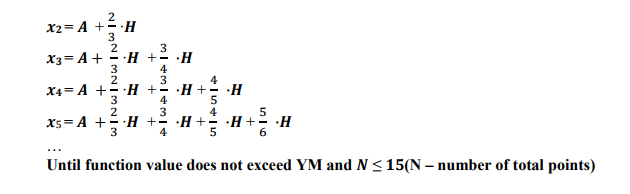 x₂= A + 2/3 ·H
x₃= A + 2/3 ·H + 3/4 ·H
x₄= A + 2/3 ·H + 3/4 ·H + 4/5 ·H
x₅= A + 2/3 ·H + 3/4 ·H + 4/5 ·H + 5/6 ·H
…
Until function value does not exceed YM and N ≤ 15(N – number of total points)